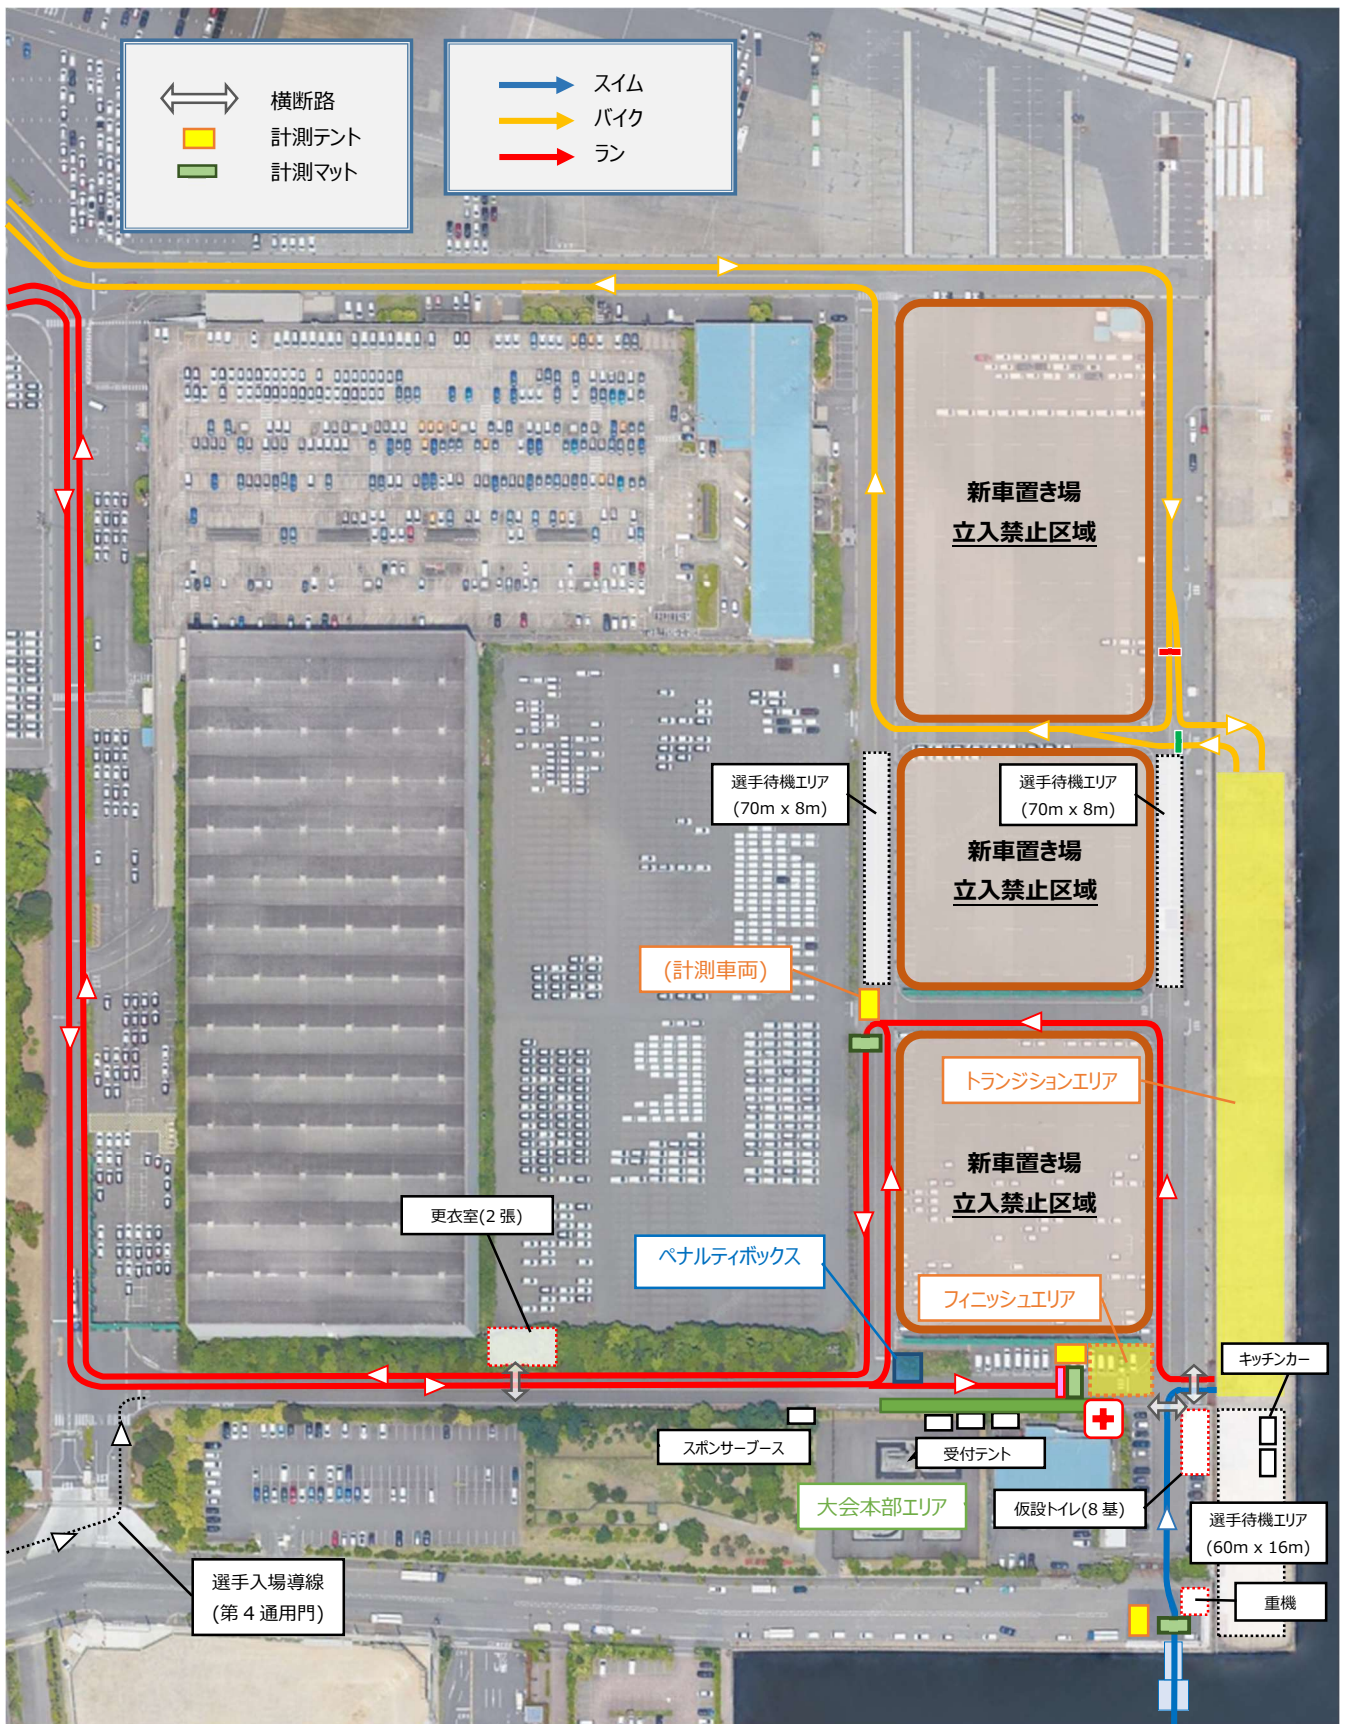 横断路
計測テント
計測マット
スイム
バイク
ラン
新車置き場
立入禁止区域
選手待機エリア
(70m x 8m)
選手待機エリア
(70m x 8m)
新車置き場
立入禁止区域
(計測車両)
トランジションエリア
新車置き場
立入禁止区域
更衣室(2 張)
ペナルティボックス
フィニッシュエリア
キッチンカー
スポンサーブース
受付テント
大会本部エリア
仮設トイレ(8 基)
選手待機エリア
(60m x 16m)
選手入場導線
(第 4 通用門)
重機